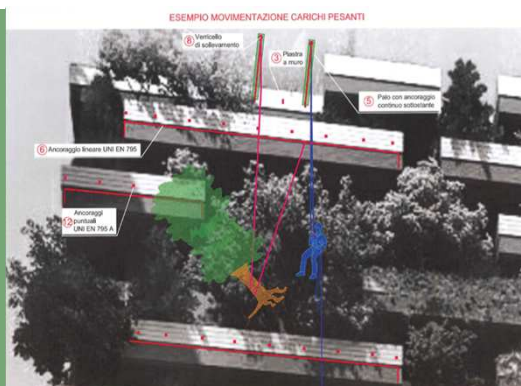 ESEMPIO MOVIMENTAZIONE CARICHI PESANTI
8 Verricello
di sollevamento
3 Piastra
a muro
5 Palo con ancoraggio
continuo sottostante
6 Ancoraggio lineare UNI EN 795
12 Ancoraggi
puntuali
UNI EN 795 A